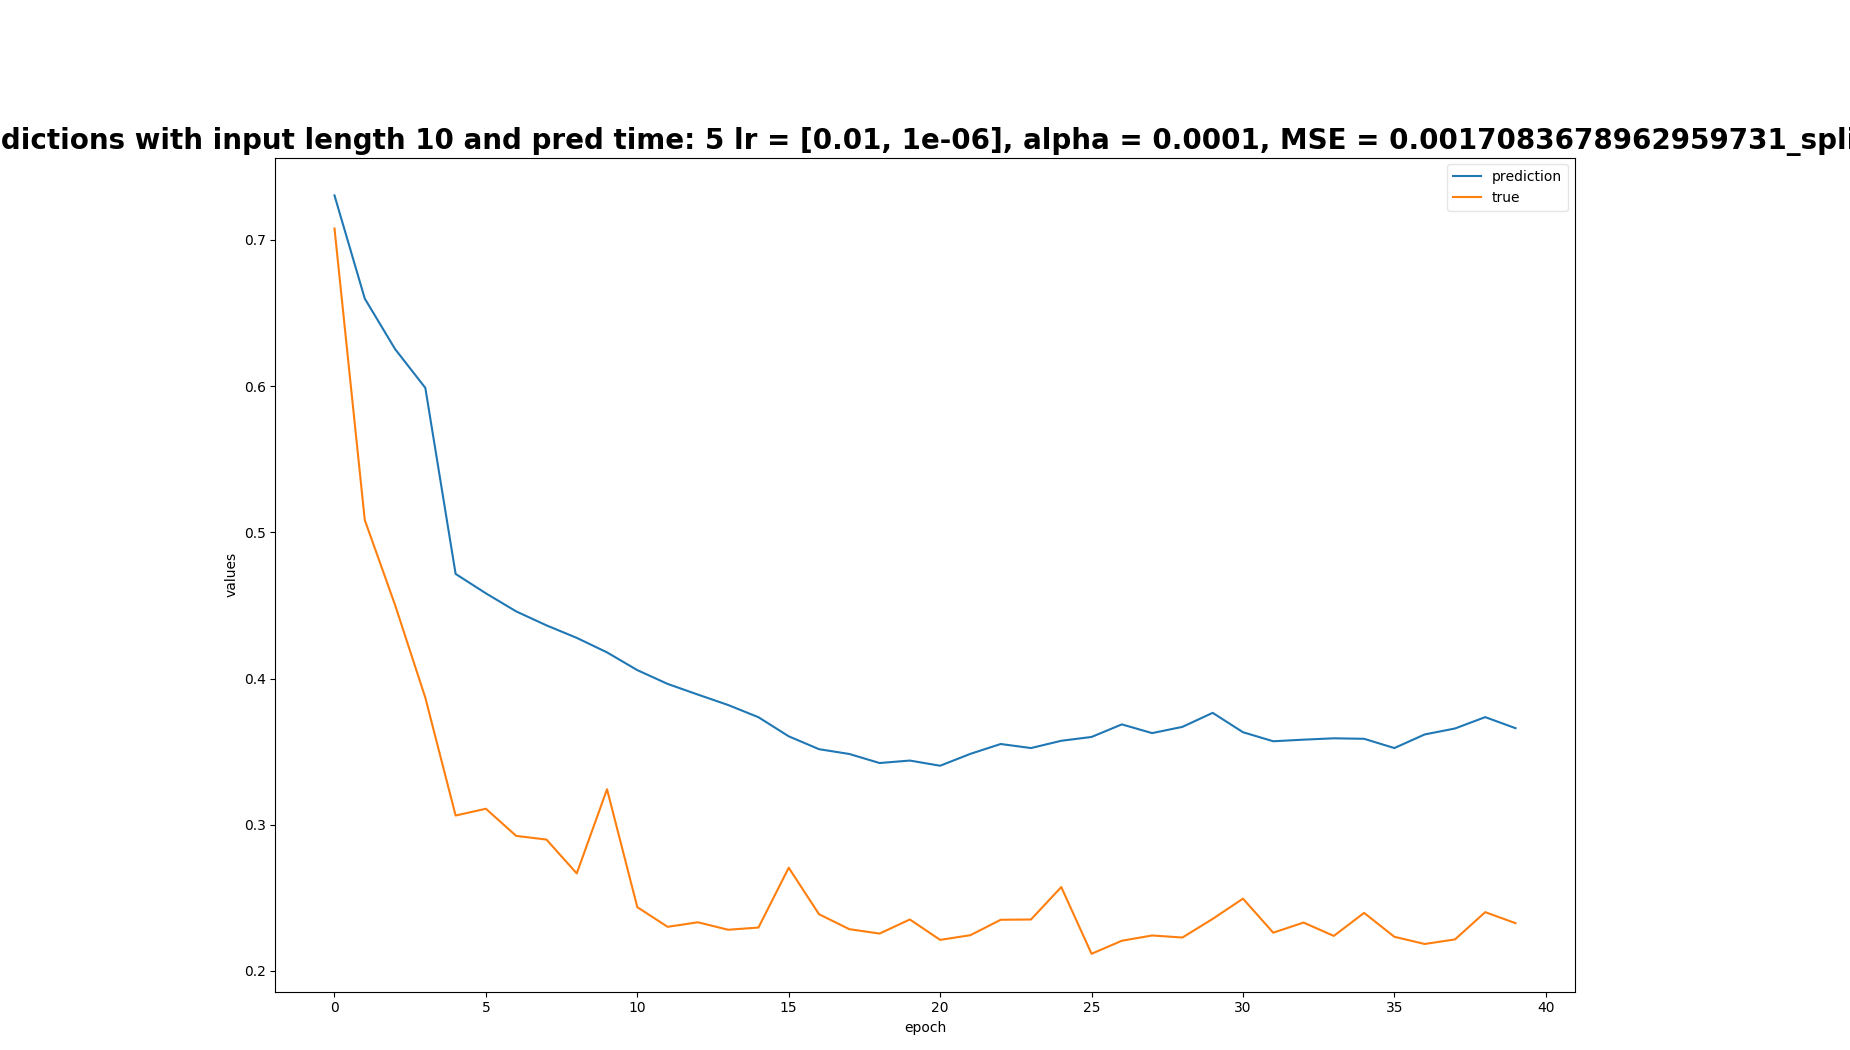 dictions with input length 10 and pred time: 5 lr = [0.01, 1e-06], alpha = 0.0001, MSE = 0.0017083678962959731_spli
prediction
true
0.7
0.6
0.5
0.4
0.3
0.2
values
0 5 10 15 20 25 30 35 40
epoch